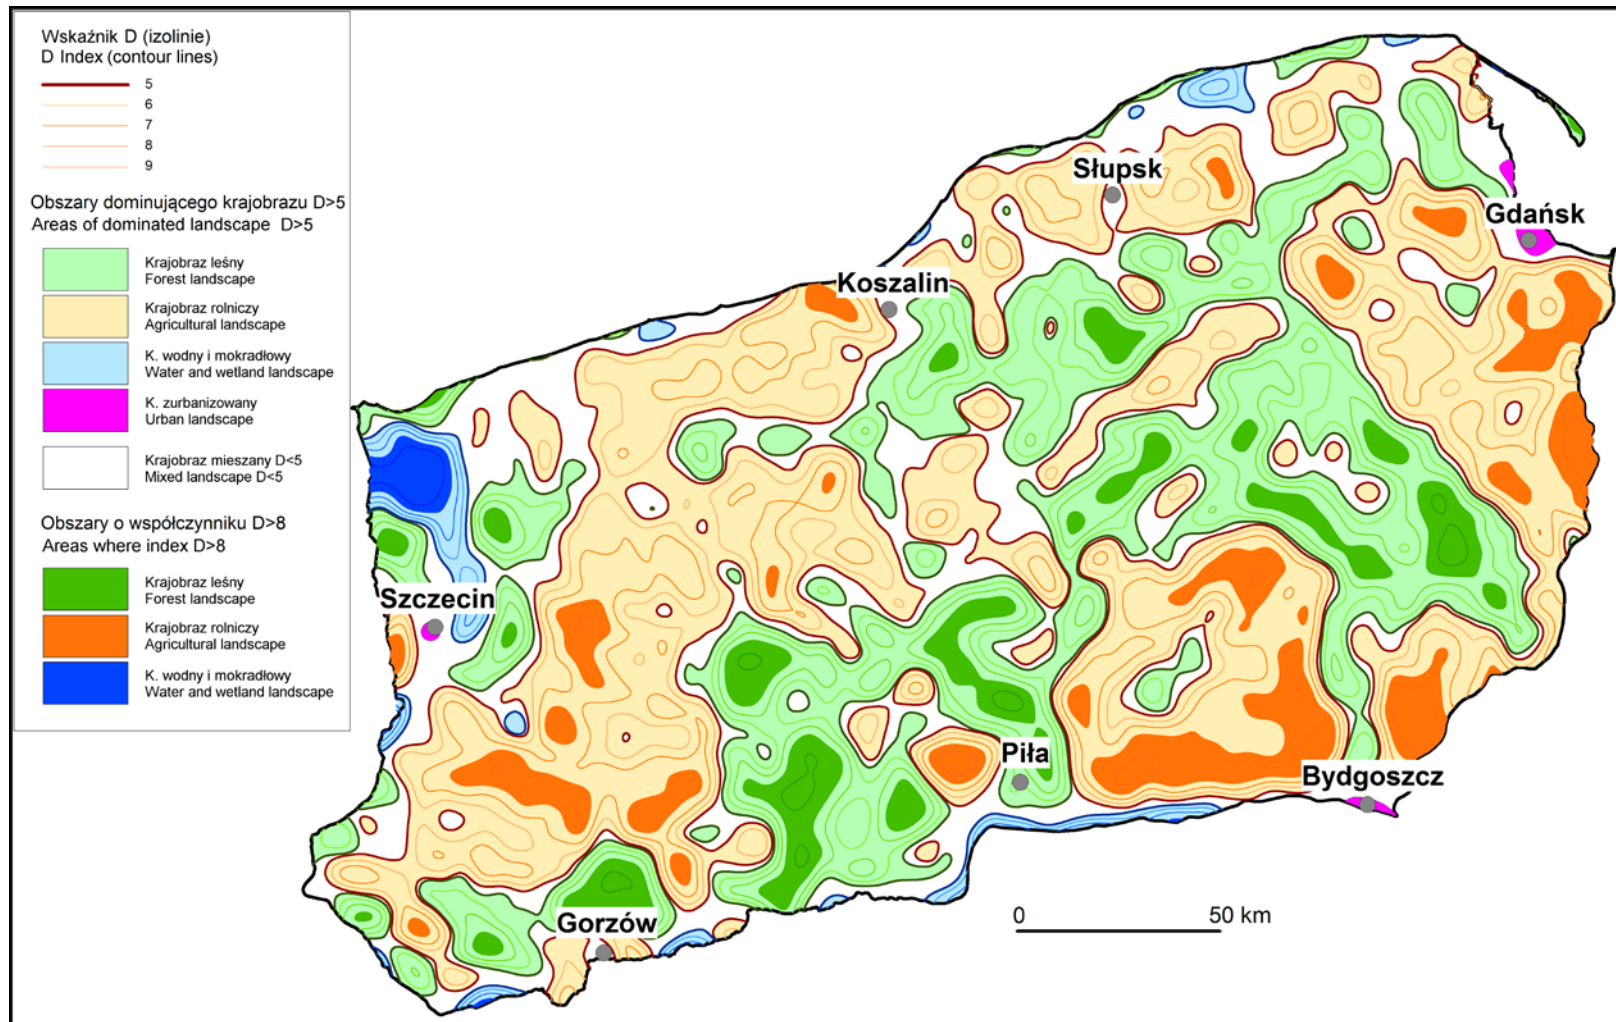 Wskaźnik D (izolinie)
D Index (contour lines)
5
6
7
8
9
Obszary dominującego krajobrazu D>5
Areas of dominated landscape D>5
Krajobraz leśny
Forest landscape
Krajobraz rolniczy
Agricultural landscape
K. wodny i mokradłowy
Water and wetland landscape
K. zurbanizowany
Urban landscape
Krajobraz mieszany D<5
Mixed landscape D<5
Obszary o współczynniku D>8
Areas where index D>8
Krajobraz leśny
Forest landscape
Krajobraz rolniczy
Agricultural landscape
K. wodny i mokradłowy
Water and wetland landscape
Słupsk
Gdańsk
Koszalin
Szczecin
Piła
Bydgoszcz
Gorzów
0 50 km